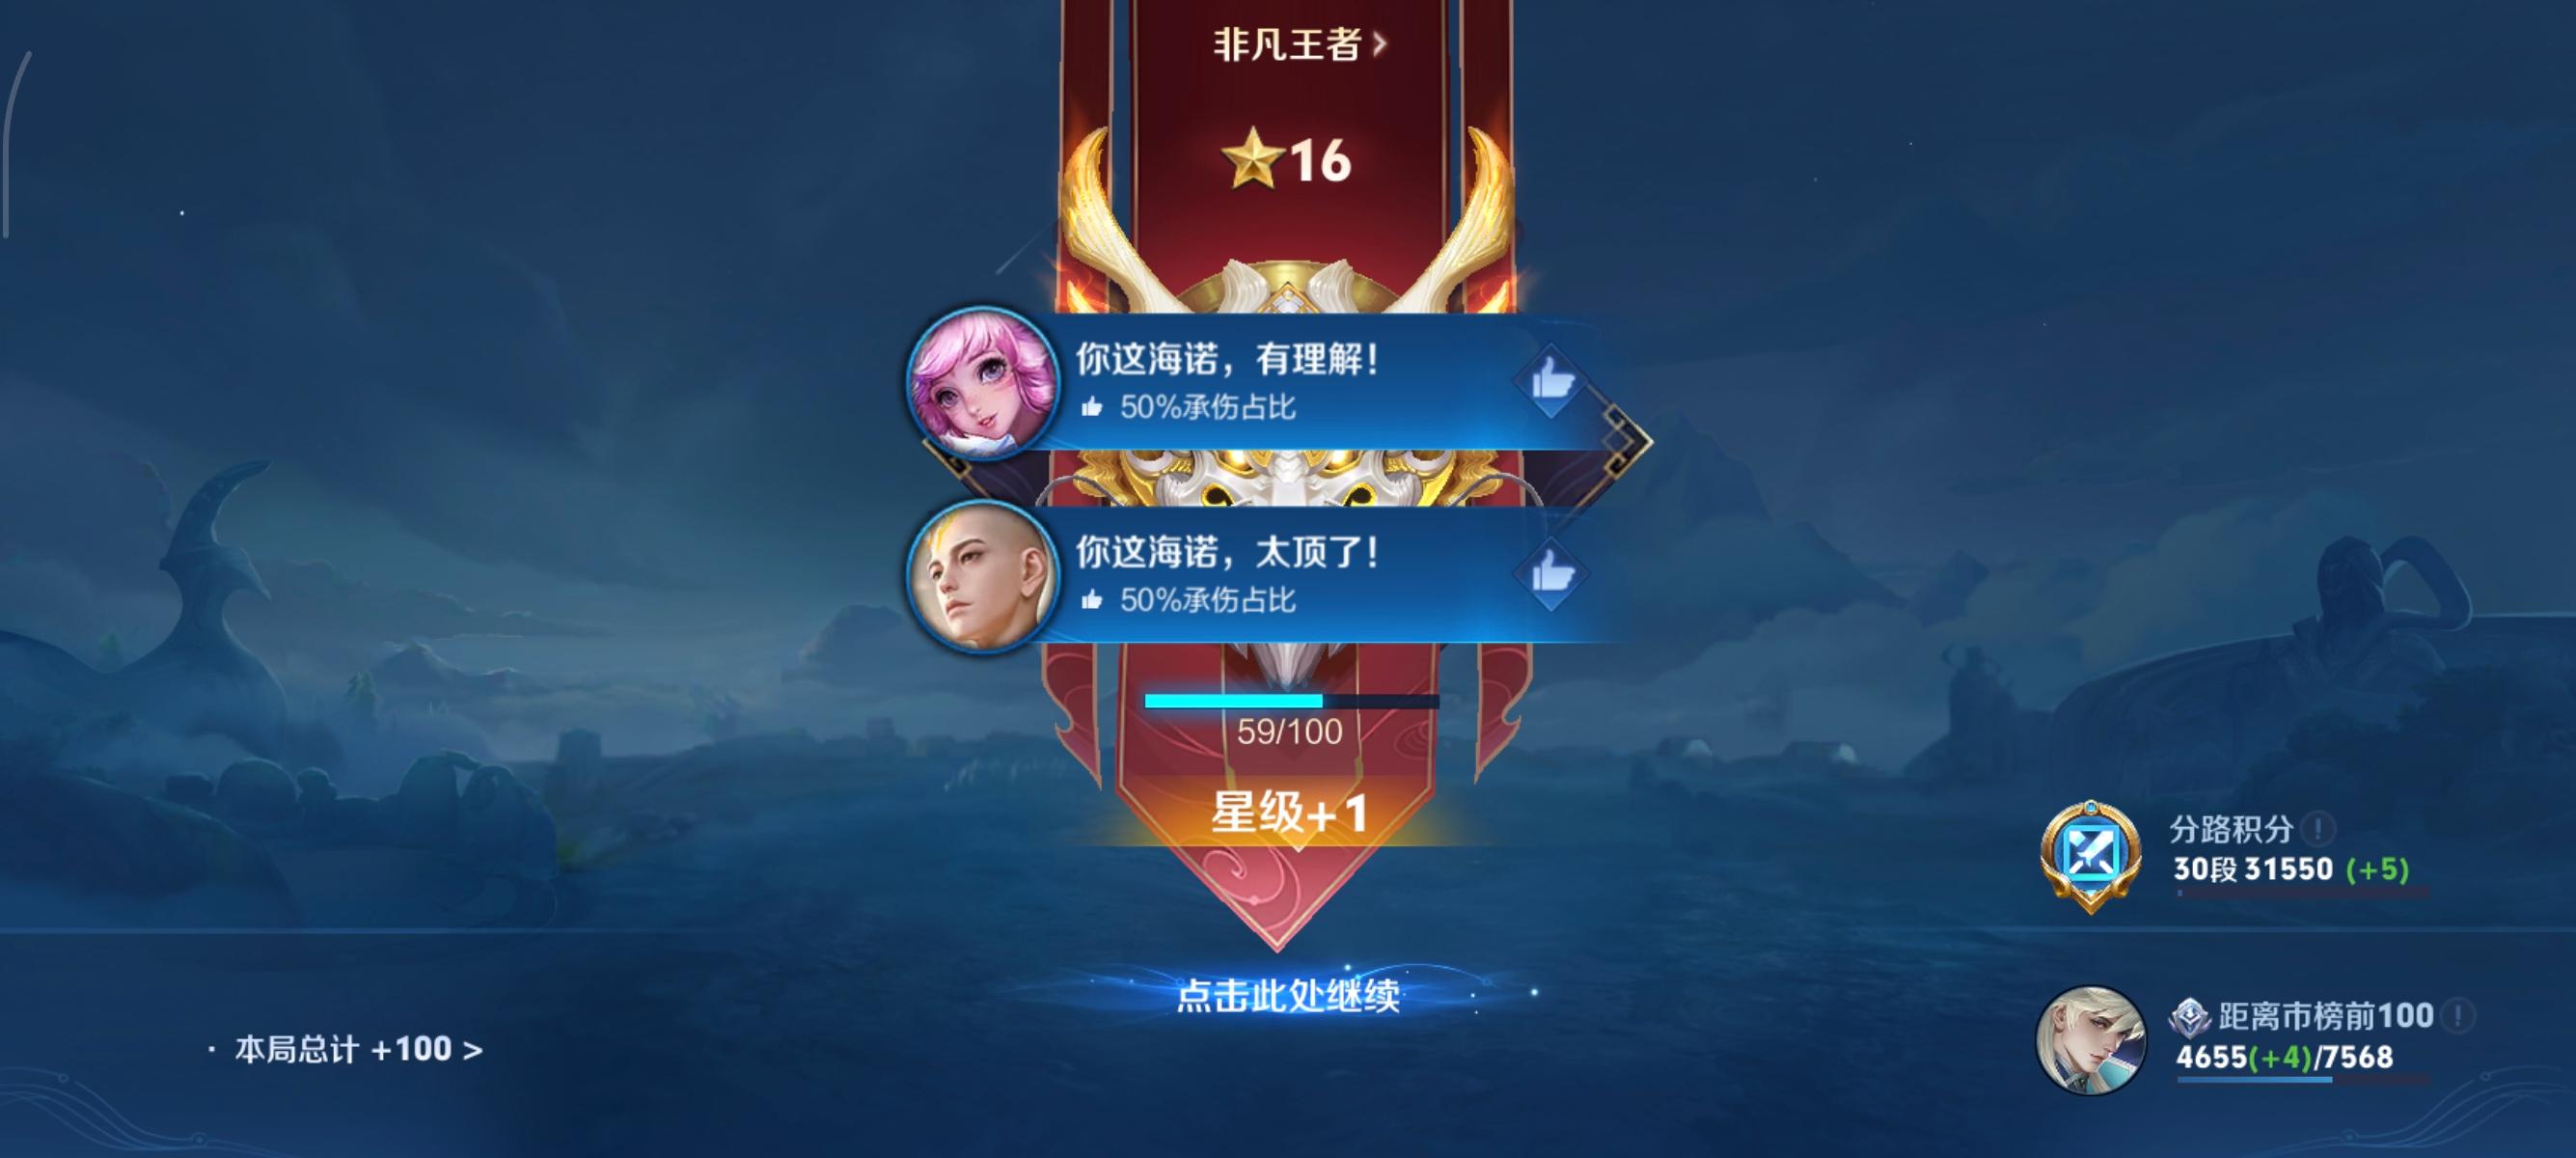 非凡王者 >
16
你这海诺，有理解！
50%承伤占比
你这海诺，太顶了！
50%承伤占比
59/100
星级+1
点击此处继续
· 本局总计 +100 >
分路积分 !
30段 31550 (+5)
距离市榜前100 !
4655(+4)/7568